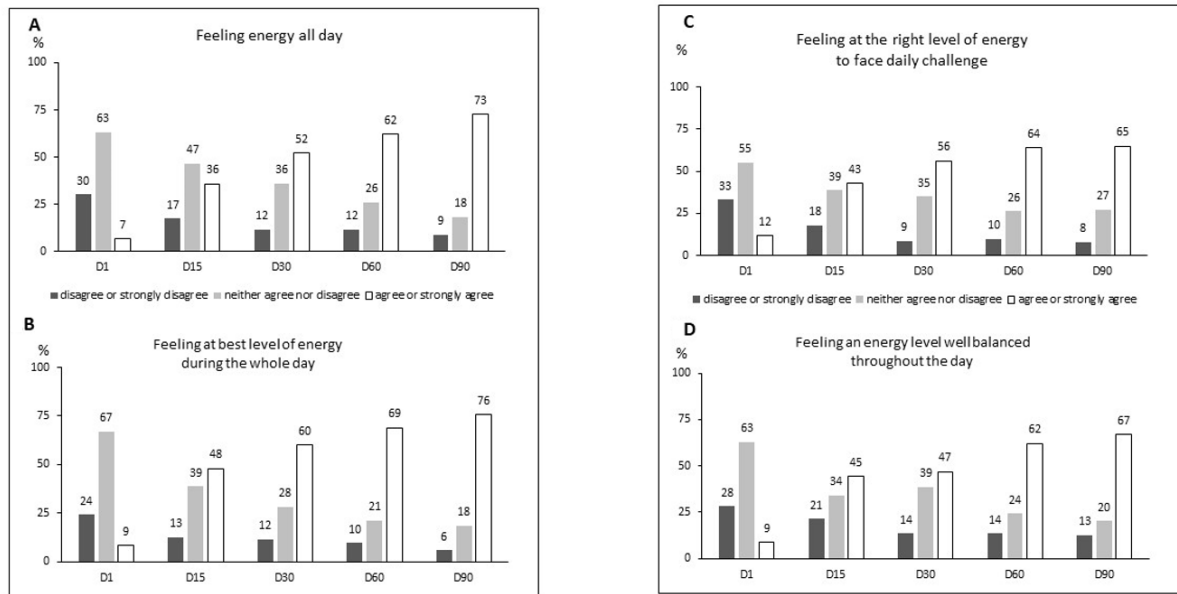 A
Feeling energy all day
%
100
75
50
25
0
30 63 7
17 47 36
12 36 52
12 26 62
9 18 73
D1 D15 D30 D60 D90
disagree or strongly disagree neither agree nor disagree agree or strongly agree
B
Feeling at best level of energy
during the whole day
%
100
75
50
25
0
24 67 9
13 39 48
12 28 60
10 21 69
6 18 76
D1 D15 D30 D60 D90
C
Feeling at the right level of energy
to face daily challenge
%
100
75
50
25
0
33 55 12
18 39 43
9 35 56
10 26 64
8 27 65
D1 D15 D30 D60 D90
disagree or strongly disagree neither agree nor disagree agree or strongly agree
D
Feeling an energy level well balanced
throughout the day
%
100
75
50
25
0
28 63 9
21 34 45
14 39 47
14 24 62
13 20 67
D1 D15 D30 D60 D90